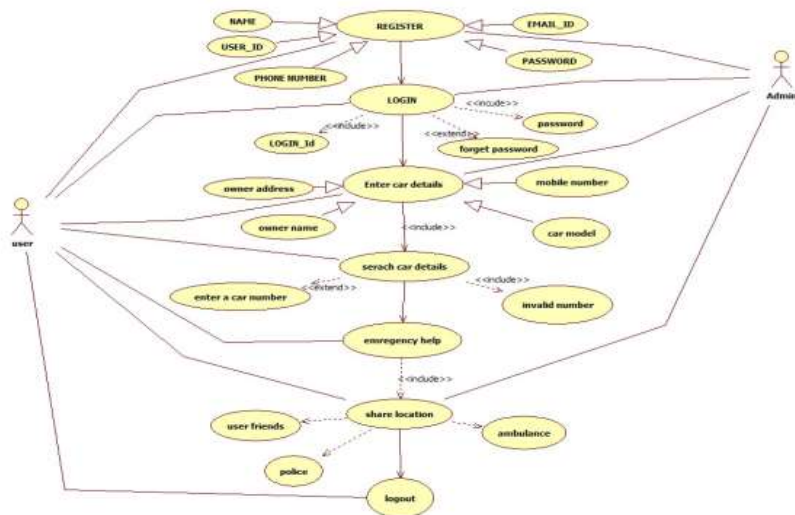 NAME
EMAIL_ID
REGISTER
USER_ID
PASSWORD
PHONE NUMBER
Admin
LOGIN
<<incude>>
<<include>>
password
LOGIN_Id
<<extend>>
forget password
owner address
Enter car details
mobile number
user
owner name
car model
<<include>>
serach car details
<<include>>
enter a car number
<<extend>>
invalid number
emregency help
<<include>>
share location
user friends
ambulance
police
logout